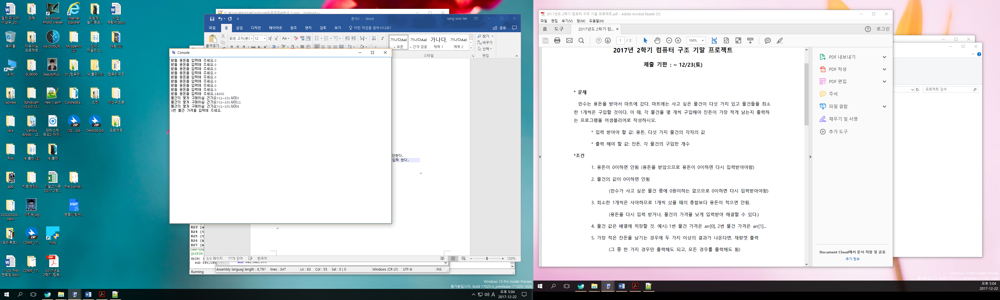 멀티 미디어
이상우_20...
과제
3D Vision
Photo Viewer
Internet
Explorer
우원재 -
슬기로운...
사업
계획서.docx
휴지통
아두이노
프로젝트
lsw.OctoUlt...
Myopencv
(2)
민서 -
저글러스...
대회 (2)
내 PC
BU9006
BeautyPlus...
01_컴퓨터...
새 폴더 (3)
컴퓨터구조
labview
Bandicam
v3.4.0.12...
new 1.asm
ColoredBa...
소전
이산구조론
java
Various
Artists - 그...
판타스틱
듀오2 아이...
()t2....zip
Desktop.zip
프로젝트
자바
새 폴더 (2)
새 폴더
app
지트엔진6...
기말고사문
2017-2학...
The.Swindl...
zzzzzzzzzz...
pack
이진우.jpg
멘토신청서...
[프리루트]...
COMP_17...
Fixts
11-28 자바
멘토링.docx
COMP_17...
2017년도
2학기 컴퓨...
*C:₩Users₩tkddn₩Desktop₩프로젝트₩완성-3.asm - Notepad++
문서1 - Word
sang woo lee
파일 홈 삽입 디자인 레이아웃 참조 편지 검토 보기 어떤 작업을 원하시나요? 공유
붙여넣기
맑은 고딕(본문 12
가나다AaB
표준
가나다AaB
간격 없음
가나다.
제목 1
가나다AaE
제목 2
스타일
찾기
바꾸기
선택
편집
Console
받을 용돈을 입력해 주세요.0
받을 용돈을 입력해 주세요.0
받을 용돈을 입력해 주세요.0
받을 용돈을 입력해 주세요.0
받을 용돈을 입력해 주세요.0
받을 용돈을 입력해 주세요.0
받을 용돈을 입력해 주세요.0
받을 용돈을 입력해 주세요.0
받을 용돈을 입력해 주세요.14000
물건의 몇개 구매하실 건가요?(1~10)사이0
물건의 몇개 구매하실 건가요?(1~10)사이11
물건의 몇개 구매하실 건가요?(1~10)사이4
0번 물건 가격을 입력해 주세요.
단한다.
입력 한다.
R23 [s
R24 [t
R25 [t
R26 [k
R27 [k
See the
QtSPIM
spim: (
sub $s5,$s5
Running
3/3 페이지 77개 단어 한국어 100%
add $a2,$a2,$v0
Assembly languag length : 6,791 lines : 347 Ln : 63 Col : 55 Sel : 0 | 0 Windows (CR LF) UTF-8 INS
Windows 10 Pro Insider Preview
평가본입니다. Build 17025.rs_prerelease.171020-1626
A
오후 5:04
2017-12-22
2017년도 2학기 컴퓨터 구조 기말 프로젝트.pdf - Adobe Acrobat Reader DC
파일 편집 보기(V) 창(W) 도움말(H)
홈 도구 2017년도 2학기 컴... × 로그인
1 / 2 104%
2017년 2학기 컴퓨터 구조 기말 프로젝트
제출 기한 : ~ 12/23(토)
* 문제
민수는 용돈을 받아서 마트에 갔다. 마트에는 사고 싶은 물건이 다섯 가지 있고 물건들을 최소
한 1개씩은 구입할 것이다. 이 때, 각 물건을 몇 개씩 구입해야 잔돈이 가장 적게 남는지 출력하
는 프로그램을 어셈블리어로 작성하시오.
* 입력 받아야 할 값: 용돈, 다섯 가지 물건의 각자의 값
* 출력 해야 할 값: 잔돈, 각 물건의 구입한 개수
*조건
1. 용돈이 0이하면 안됨 (용돈을 받았으므로 용돈이 0이하면 다시 입력받아야함)
2. 물건의 값이 0이하면 안됨
(민수가 사고 싶은 물건 중에 0원이하는 없으므로 0이하면 다시 입력받아야함)
3. 최소한 1개씩은 사야하므로 1개씩 샀을 때의 총합보다 용돈이 적으면 안됨.
(용돈을 다시 입력 받거나, 물건의 가격을 낮게 입력받아 해결할 수 있다.)
4. 물건 값은 배열에 저장할 것. 예시) 1번 물건 가격은 arr[0], 2번 물건 가격은 arr[1]...
5. 가장 적은 잔돈을 남기는 경우에 두 가지 이상의 결과가 나온다면, 재량껏 출력
(그 중 한 가지 경우만 출력해도 되고, 모든 경우를 출력해도 됨)
PDF 내보내기
PDF 작성
PDF 편집
주석
파일 결합
채우기 및 서명
추가 도구
Document Cloud에서 문서 저장 및 공유
추가 정보
프로젝트 검색
Windows 10 Pro Insider Preview
평가본입니다. Build 17025.rs_prerelease.171020-1626
오후 5:04
2017-12-22